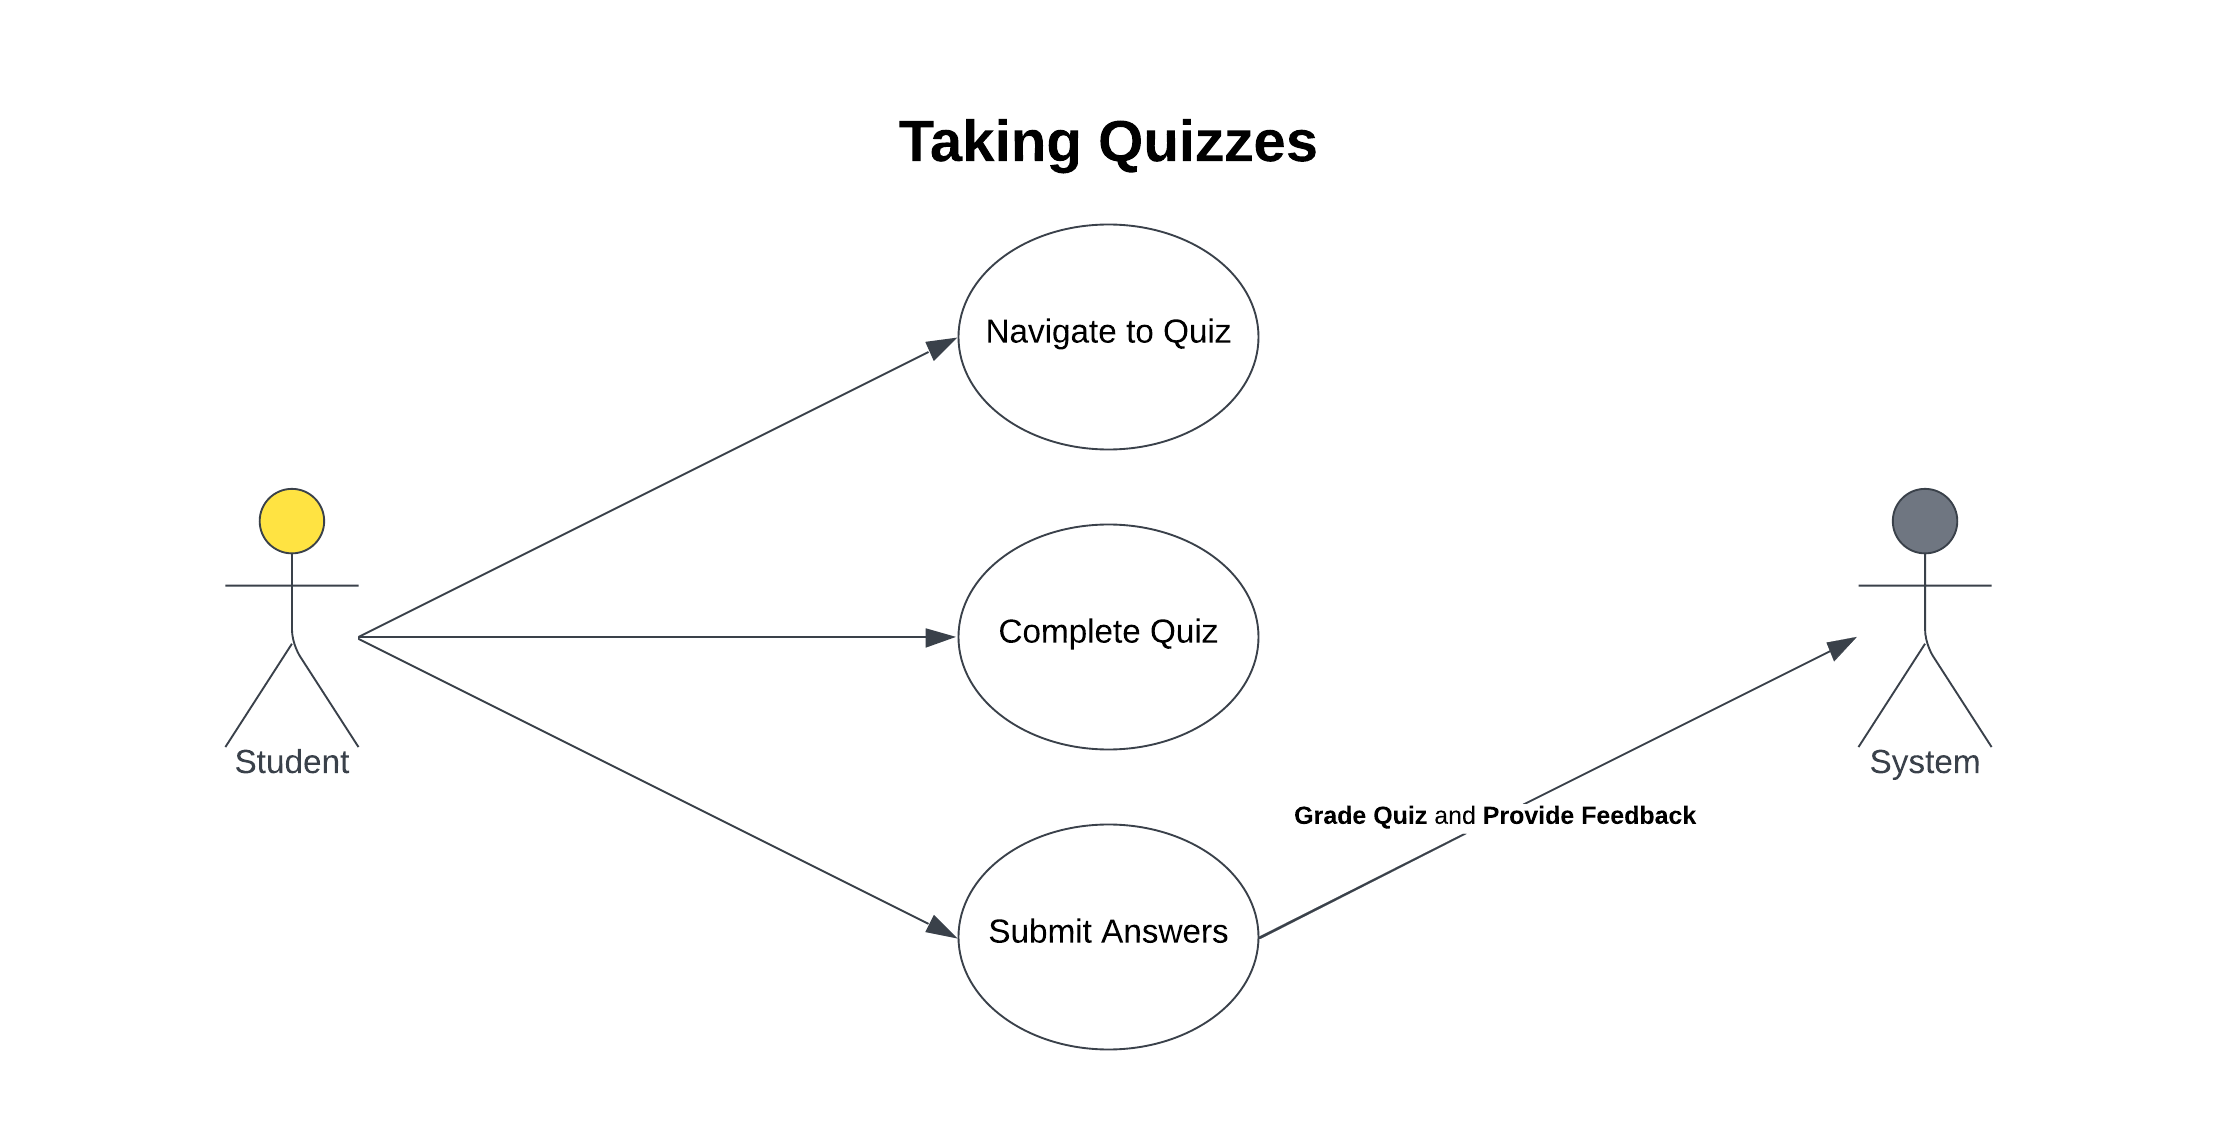 Taking Quizzes
Navigate to Quiz
Complete Quiz
Student
System
Grade Quiz and Provide Feedback
Submit Answers